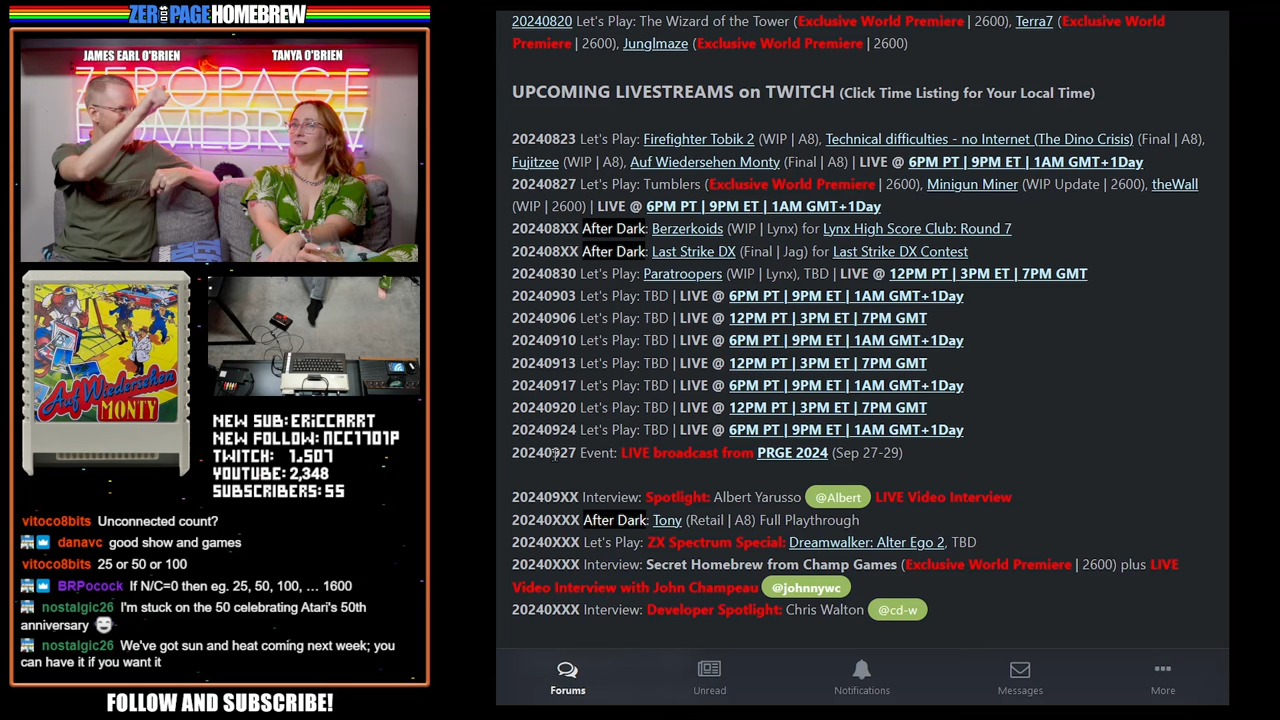 ZEROPAGE HOMEBREW
JAMES EARL O'BRIEN
TANYA O'BRIEN
ZEROPAGE
HOMEBREW
Auf Wiedersehen
MONTY
NEW SUB: ERICCARRT
NEW FOLLOW: NCC1701P
TWITCH: 1,507
YOUTUBE: 2,348
SUBSCRIBERS: 55
vitoco8bits Unconnected count?
danavc good show and games
vitoco8bits 25 or 50 or 100
BRPocock If N/C=0 then eg. 25, 50, 100, … 1600
nostalgic26 I'm stuck on the 50 celebrating Atari's 50th
anniversary
nostalgic26 We've got sun and heat coming next week; you
can have it if you want it
FOLLOW AND SUBSCRIBE!
20240820 Let's Play: The Wizard of the Tower (Exclusive World Premiere | 2600), Terra7 (Exclusive World
Premiere | 2600), Junglmaze (Exclusive World Premiere | 2600)
UPCOMING LIVESTREAMS on TWITCH (Click Time Listing for Your Local Time)
20240823 Let's Play: Firefighter Tobik 2 (WIP | A8), Technical difficulties - no Internet (The Dino Crisis) (Final | A8),
Fujitzee (WIP | A8), Auf Wiedersehen Monty (Final | A8) | LIVE @ 6PM PT | 9PM ET | 1AM GMT+1Day
20240827 Let's Play: Tumblers (Exclusive World Premiere | 2600), Minigun Miner (WIP Update | 2600), theWall
(WIP | 2600) | LIVE @ 6PM PT | 9PM ET | 1AM GMT+1Day
202408XX After Dark: Berzerkoids (WIP | Lynx) for Lynx High Score Club: Round 7
202408XX After Dark: Last Strike DX (Final | Jag) for Last Strike DX Contest
20240830 Let's Play: Paratroopers (WIP | Lynx), TBD | LIVE @ 12PM PT | 3PM ET | 7PM GMT
20240903 Let's Play: TBD | LIVE @ 6PM PT | 9PM ET | 1AM GMT+1Day
20240906 Let's Play: TBD | LIVE @ 12PM PT | 3PM ET | 7PM GMT
20240910 Let's Play: TBD | LIVE @ 6PM PT | 9PM ET | 1AM GMT+1Day
20240913 Let's Play: TBD | LIVE @ 12PM PT | 3PM ET | 7PM GMT
20240917 Let's Play: TBD | LIVE @ 6PM PT | 9PM ET | 1AM GMT+1Day
20240920 Let's Play: TBD | LIVE @ 12PM PT | 3PM ET | 7PM GMT
20240924 Let's Play: TBD | LIVE @ 6PM PT | 9PM ET | 1AM GMT+1Day
20240927 Event: LIVE broadcast from PRGE 2024 (Sep 27-29)
202409XX Interview: Spotlight: Albert Yarusso @Albert LIVE Video Interview
20240XXX After Dark: Tony (Retail | A8) Full Playthrough
20240XXX Let's Play: ZX Spectrum Special: Dreamwalker: Alter Ego 2, TBD
20240XXX Interview: Secret Homebrew from Champ Games (Exclusive World Premiere | 2600) plus LIVE
Video Interview with John Champeau @johnnywc
20240XXX Interview: Developer Spotlight: Chris Walton @cd-w
Forums
Unread
Notifications
Messages
More